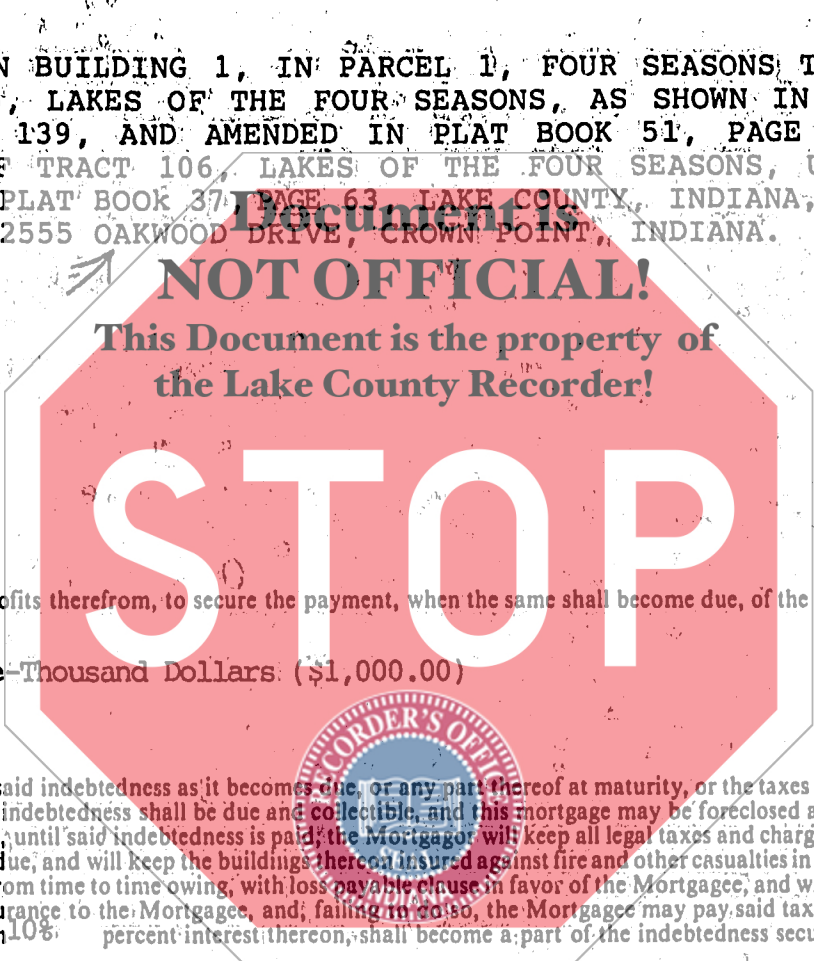 N BUILDING 1, IN PARCEL 1, FOUR SEASONS T
, LAKES OF THE FOUR SEASONS, AS SHOWN IN
139, AND AMENDED IN PLAT BOOK 51, PAGE
F TRACT 106, LAKES OF THE FOUR SEASONS, U
PLAT BOOK 37, PAGE 63, LAKE COUNTY, INDIANA,
2555 OAKWOOD DRIVE, CROWN POINT, INDIANA.
Document is
NOT OFFICIAL!
This Document is the property of
the Lake County Recorder!
STOP
ofits therefrom, to secure the payment, when the same shall become due, of the
e-Thousand Dollars ($1,000.00)
RECORDER'S OFFICE
SEAL
INDIANA
said indebtedness as it becomes due, or any part thereof at maturity, or the taxes
indebtedness shall be due and collectible, and this mortgage may be foreclosed a
until said indebtedness is paid, the Mortgagor will keep all legal taxes and charg
due, and will keep the buildings thereon insured against fire and other casualties in
om time to time owing, with loss payable clause in favor of the Mortgagee, and w
urance to the Mortgagee, and, failing to do so, the Mortgagee may pay said tax
n 10% percent interest thereon, shall become a part of the indebtedness secu